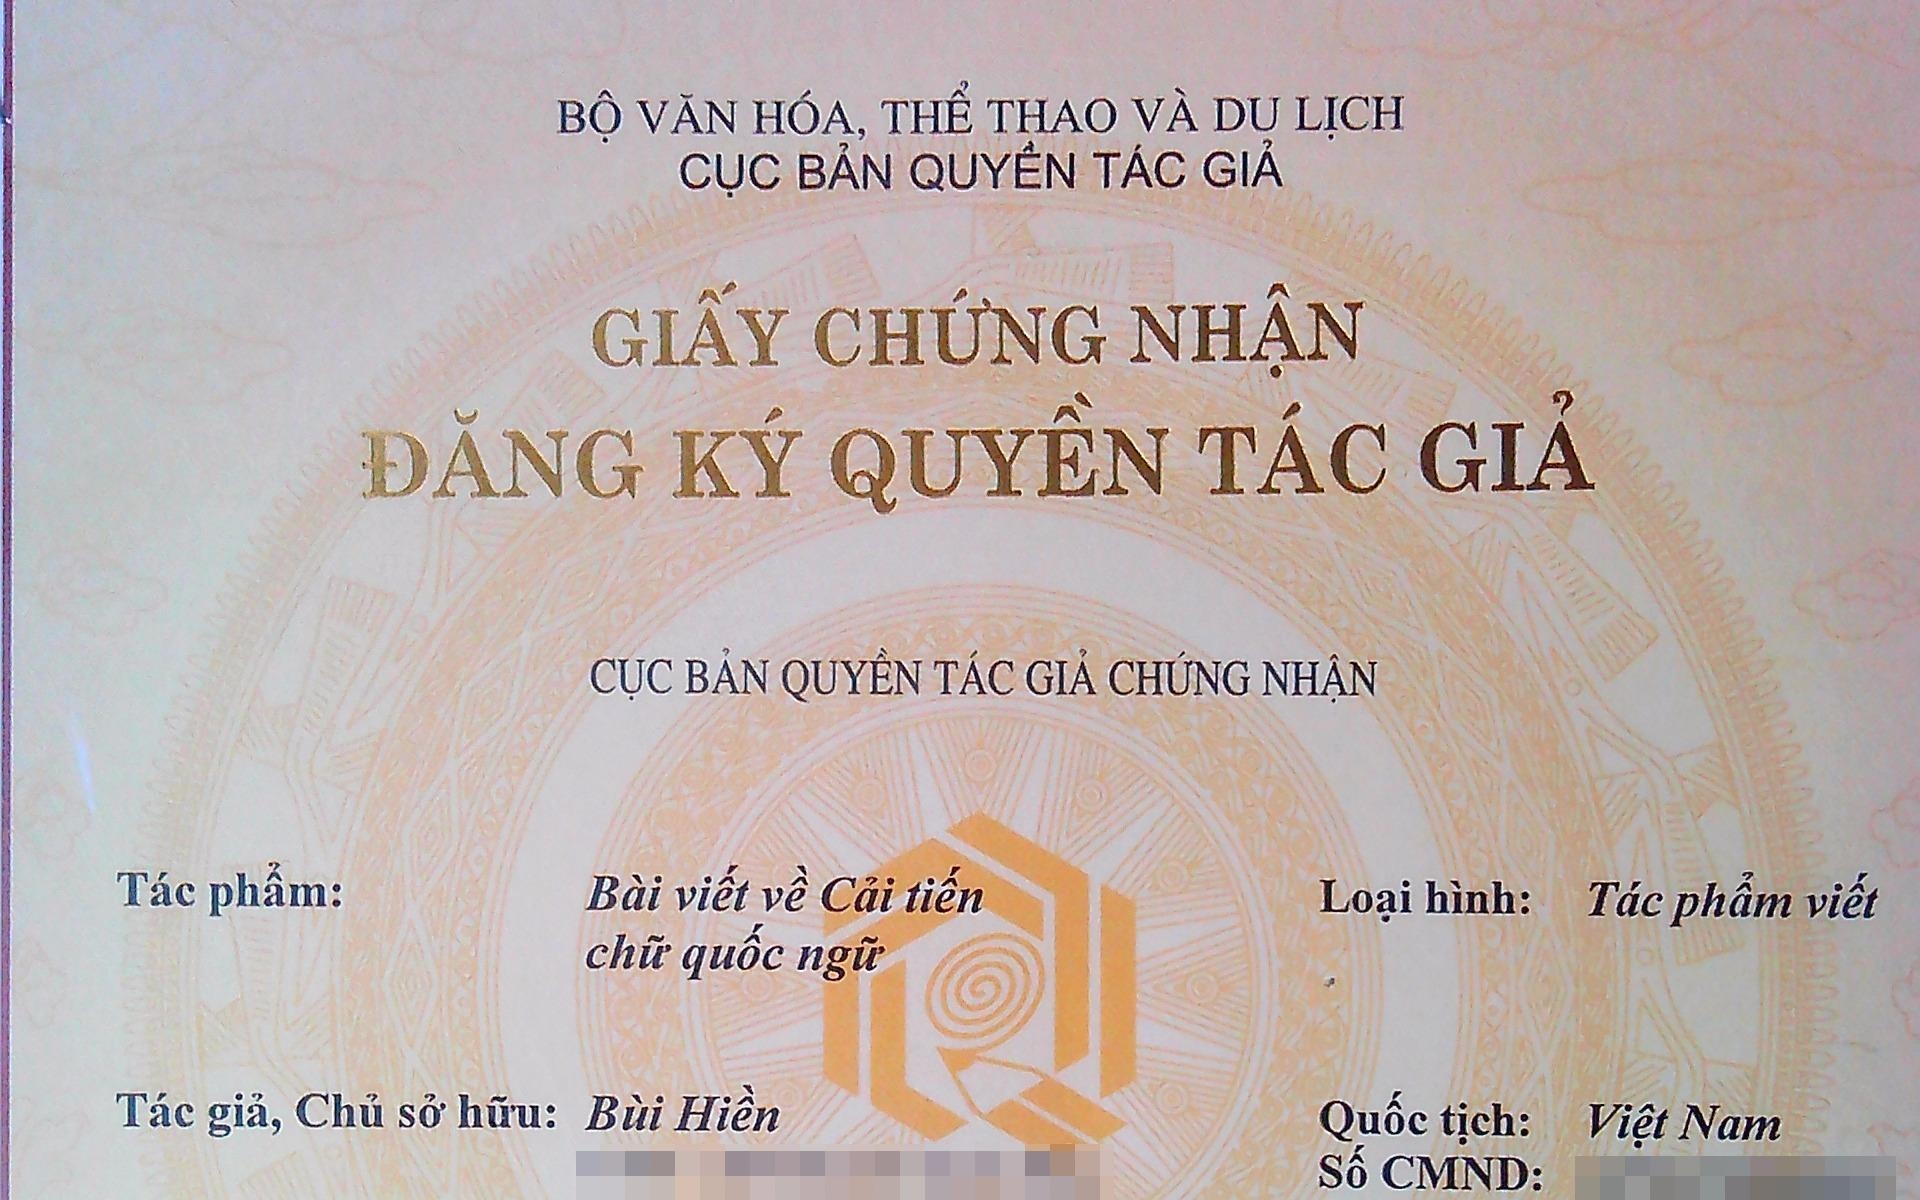 BỘ VĂN HÓA, THỂ THAO VÀ DU LỊCH
CỤC BẢN QUYỀN TÁC GIẢ
GIẤY CHỨNG NHẬN
ĐĂNG KÝ QUYỀN TÁC GIẢ
CỤC BẢN QUYỀN TÁC GIẢ CHỨNG NHẬN
Tác phẩm: Bài viết về Cải tiến Loại hình: Tác phẩm viết
chữ quốc ngữ
Tác giả, Chủ sở hữu: Bùi Hiền Quốc tịch: Việt Nam
Số CMND: